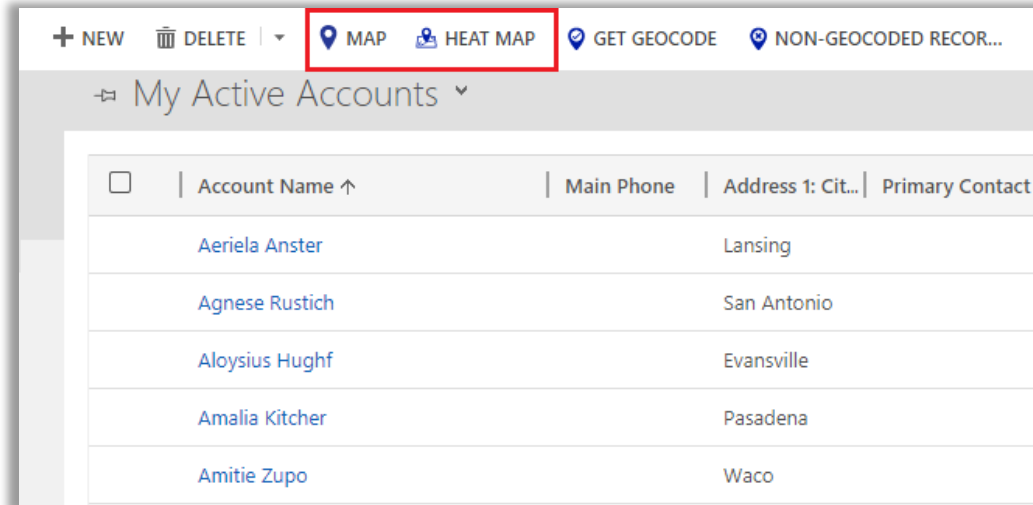 NEW DELETE MAP HEAT MAP GET GEOCODE NON-GEOCODED RECOR...
My Active Accounts
Account Name Main Phone Address 1: Cit... Primary Contact
Aeriela Anster Lansing
Agnese Rustich San Antonio
Aloysius Hughf Evansville
Amalia Kitcher Pasadena
Amitie Zupo Waco